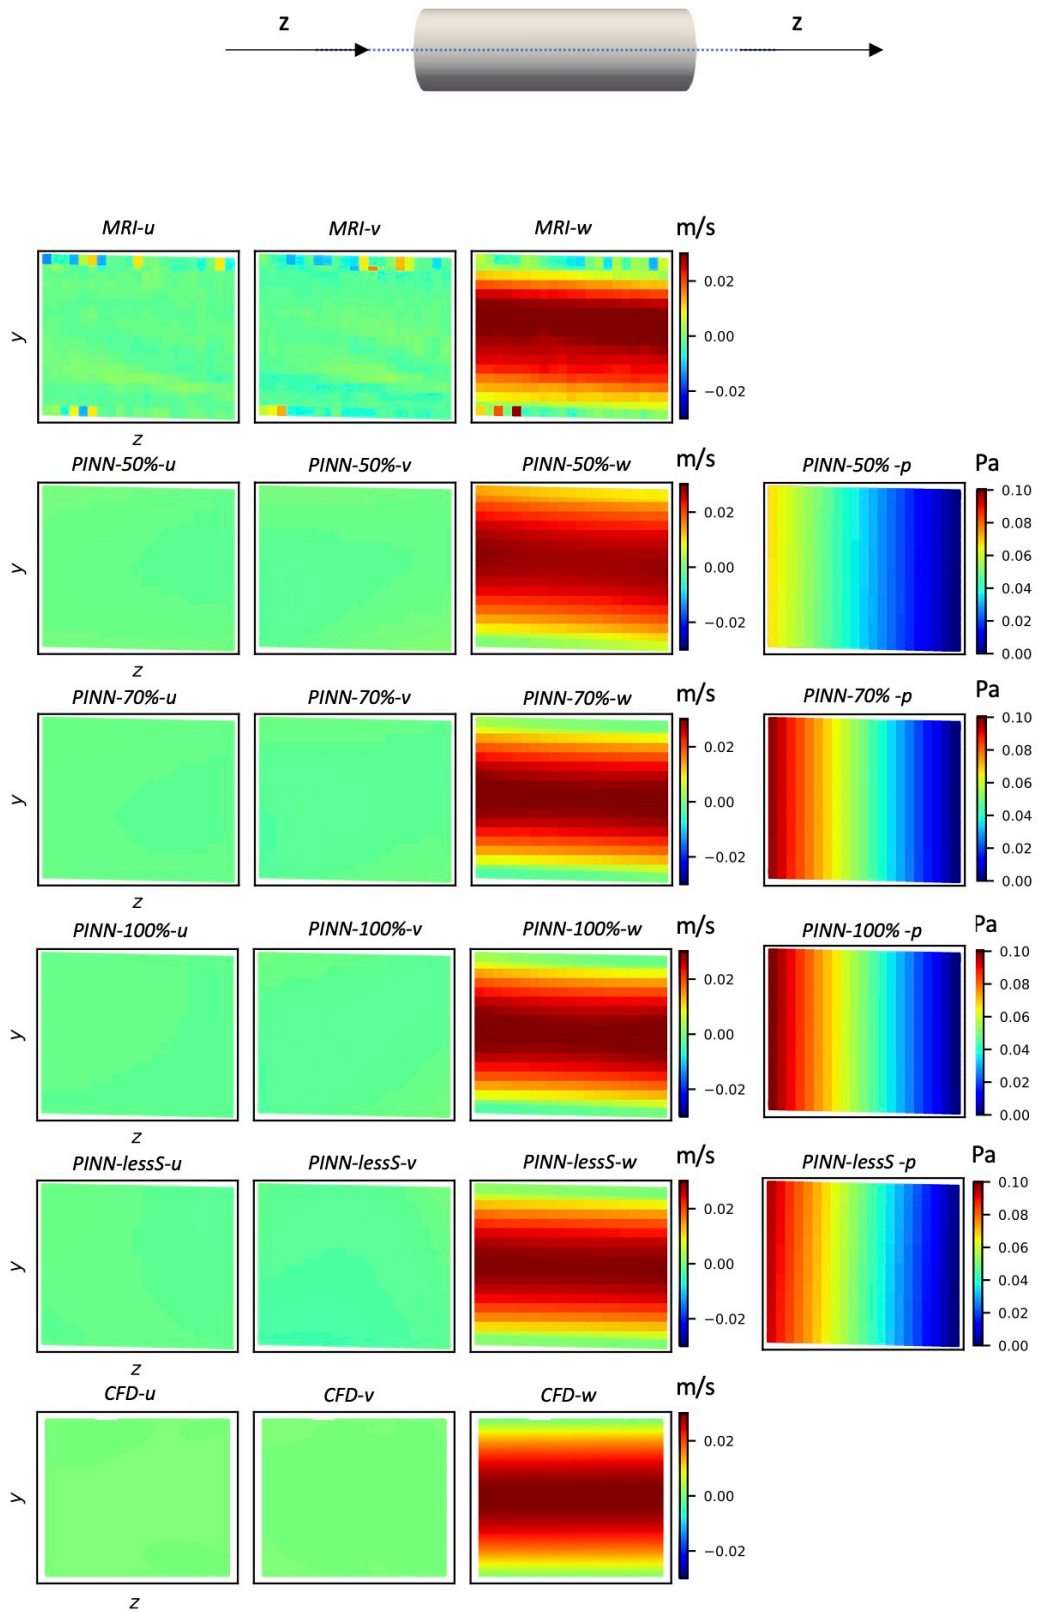 z z
MRI-u MRI-v MRI-w m/s
0.02
y 0.00
−0.02
z
PINN-50%-u PINN-50%-v PINN-50%-w m/s PINN-50% -p Pa
0.10
0.02 0.08
y 0.00 0.06
0.04
−0.02 0.02
0.00
z
PINN-70%-u PINN-70%-v PINN-70%-w m/s PINN-70% -p Pa
0.10
0.02 0.08
y 0.00 0.06
0.04
−0.02 0.02
0.00
z
PINN-100%-u PINN-100%-v PINN-100%-w m/s PINN-100% -p Pa
0.10
0.02 0.08
y 0.00 0.06
0.04
−0.02 0.02
0.00
z
PINN-lessS-u PINN-lessS-v PINN-lessS-w m/s PINN-lessS -p Pa
0.10
0.02 0.08
y 0.00 0.06
0.04
−0.02 0.02
0.00
z
CFD-u CFD-v CFD-w m/s
0.02
y 0.00
−0.02
z